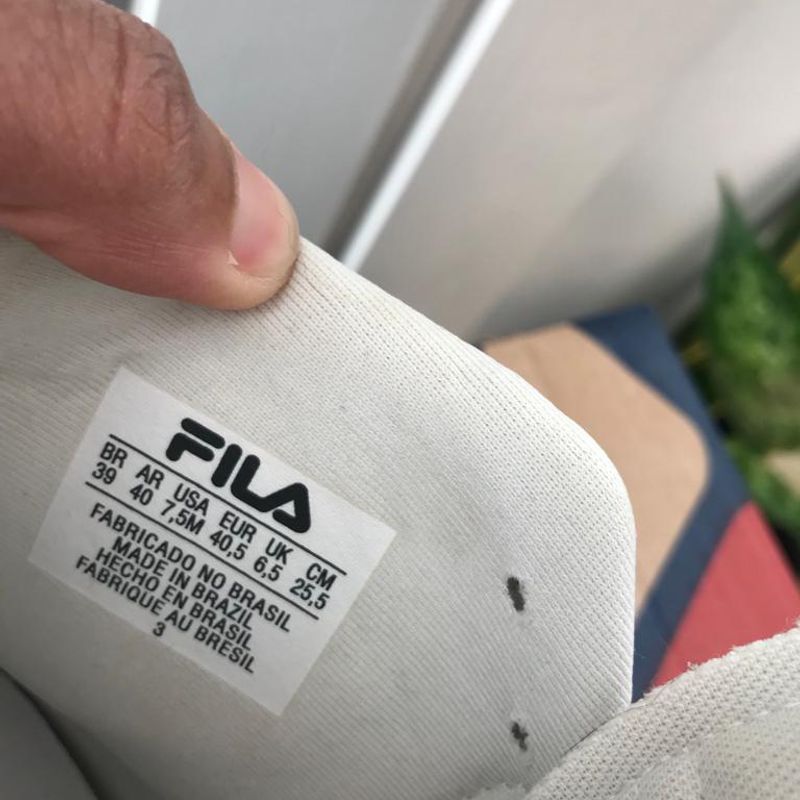 FILA
BR AR USA EUR UK CM
39 40 7,5M 40,5 6,5 25,5
FABRICADO NO BRASIL
MADE IN BRAZIL
HECHO EN BRASIL
FABRIQUE AU BRESIL
3